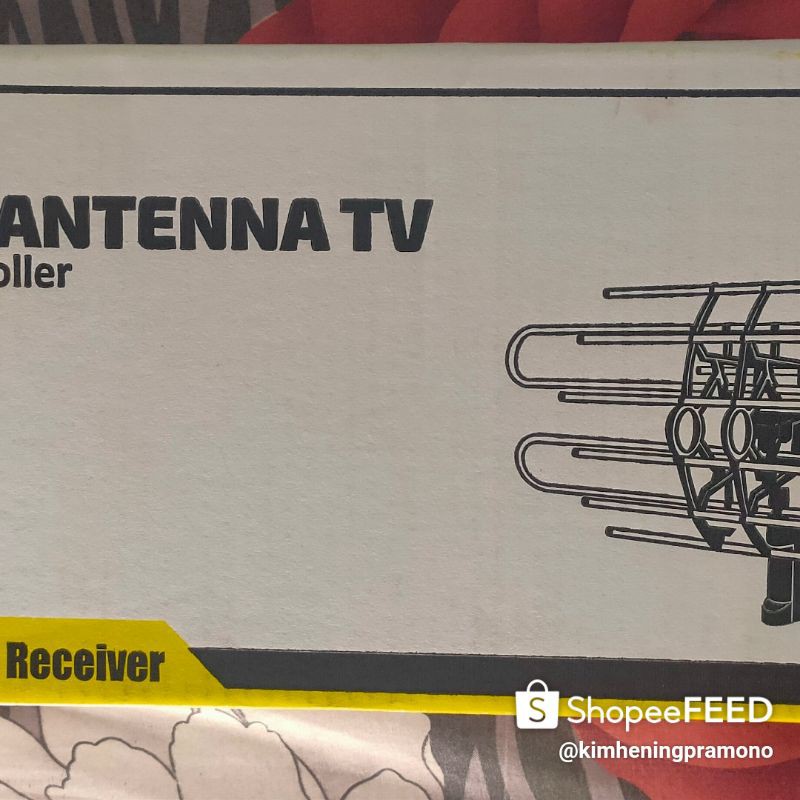 ANTENNA TV
oller
Receiver
S ShopeeFEED
@kimheningpramono